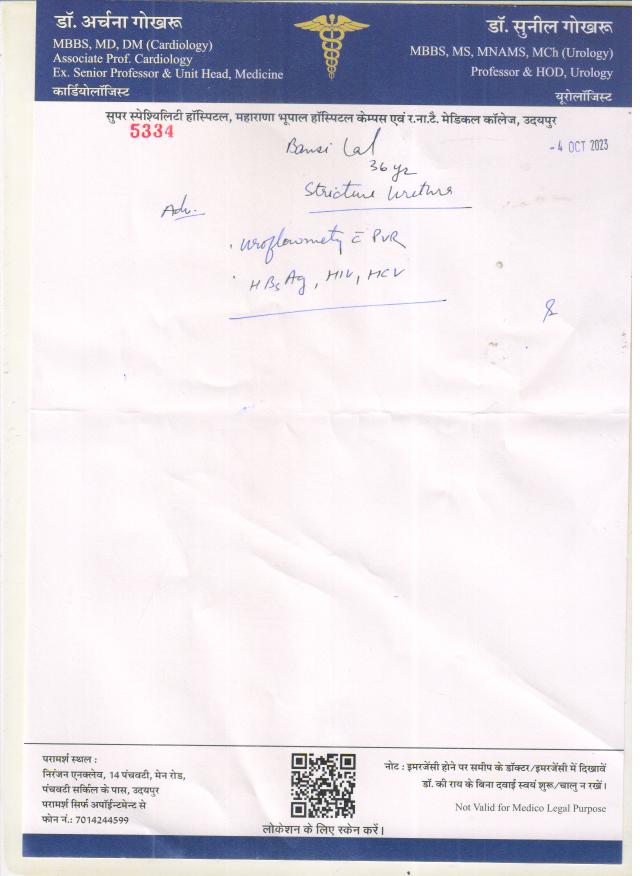 डॉ. अर्चना गोखरू
MBBS, MD, DM (Cardiology)
Associate Prof. Cardiology
Ex. Senior Professor & Unit Head, Medicine
कार्डियोलॉजिस्ट
डॉ. सुनील गोखरू
MBBS, MS, MNAMS, MCh (Urology)
Professor & HOD, Urology
यूरोलॉजिस्ट
सुपर स्पेश्यिलिटी हॉस्पिटल, महाराणा भूपाल हॉस्पिटल केम्पस एवं र.ना.टै. मेडिकल कॉलेज, उदयपुर
5334
- 4 OCT 2023
Bansi Lal
36 yr
Stricture Urethra
Adv.
· Uroflowmetry c̄ PVR
· HBsAg, HIV, HCV
परामर्श स्थल :
निरंजन एनक्लेव, 14 पंचवटी, मेन रोड,
पंचवटी सर्किल के पास, उदयपुर
परामर्श सिर्फ अपॉईन्टमेण्ट से
फोन नं.: 7014244599
लोकेशन के लिए स्केन करें।
नोट : इमरजेंसी होने पर समीप के डॉक्टर/इमरजेंसी में दिखावें
डॉ. की राय के बिना दवाई स्वयं शुरू/चालु न रखें।
Not Valid for Medico Legal Purpose